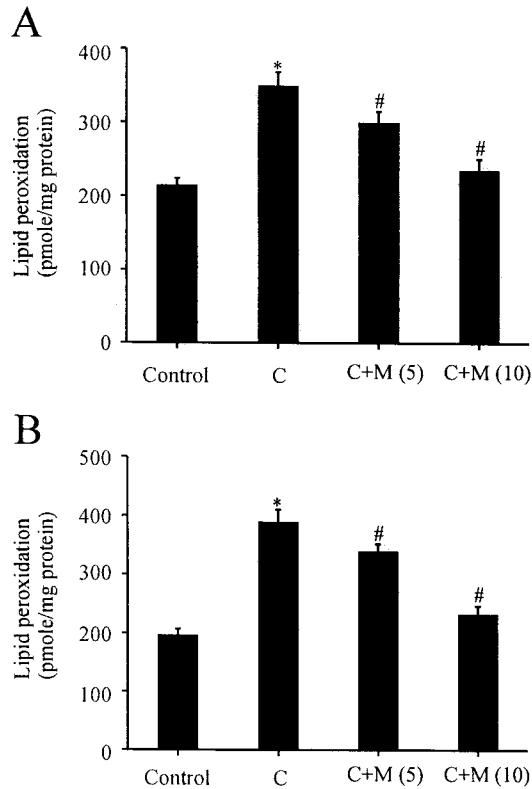 A
Lipid peroxidation
(pmole/mg protein)
400
300
200
100
0
*
#
#
Control
C
C+M (5)
C+M (10)
B
Lipid peroxidation
(pmole/mg protein)
500
400
300
200
100
0
*
#
#
Control
C
C+M (5)
C+M (10)